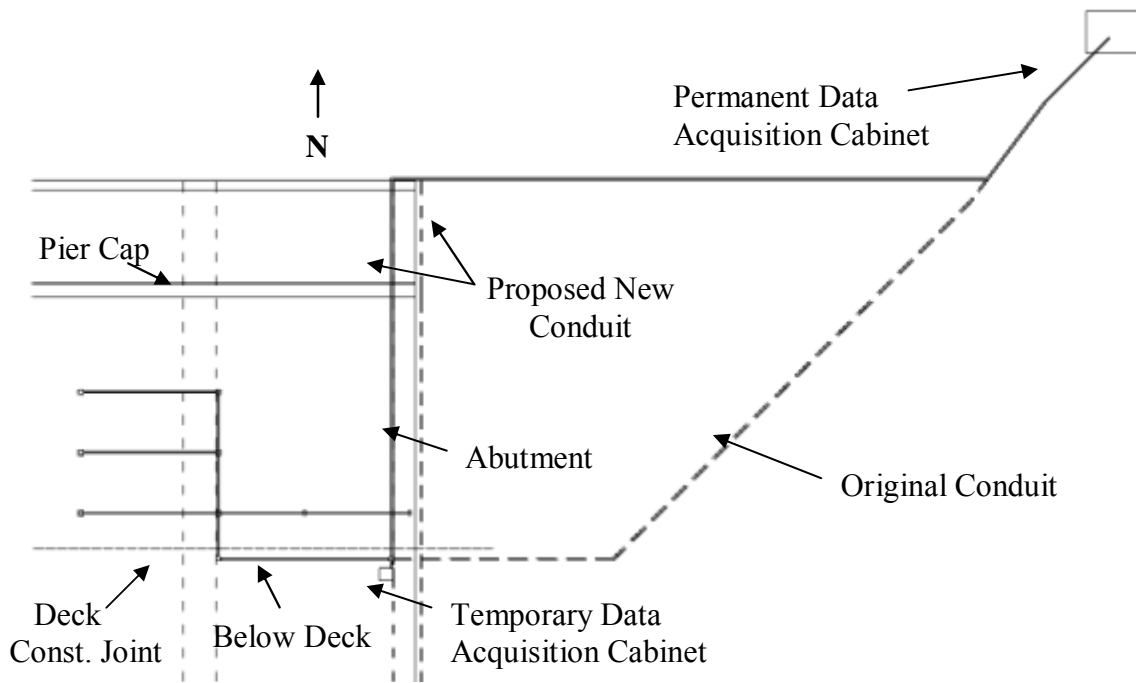 Permanent Data
Acquisition Cabinet
N
Pier Cap
Proposed New
Conduit
Abutment
Original Conduit
Deck
Const. Joint
Below Deck
Temporary Data
Acquisition Cabinet